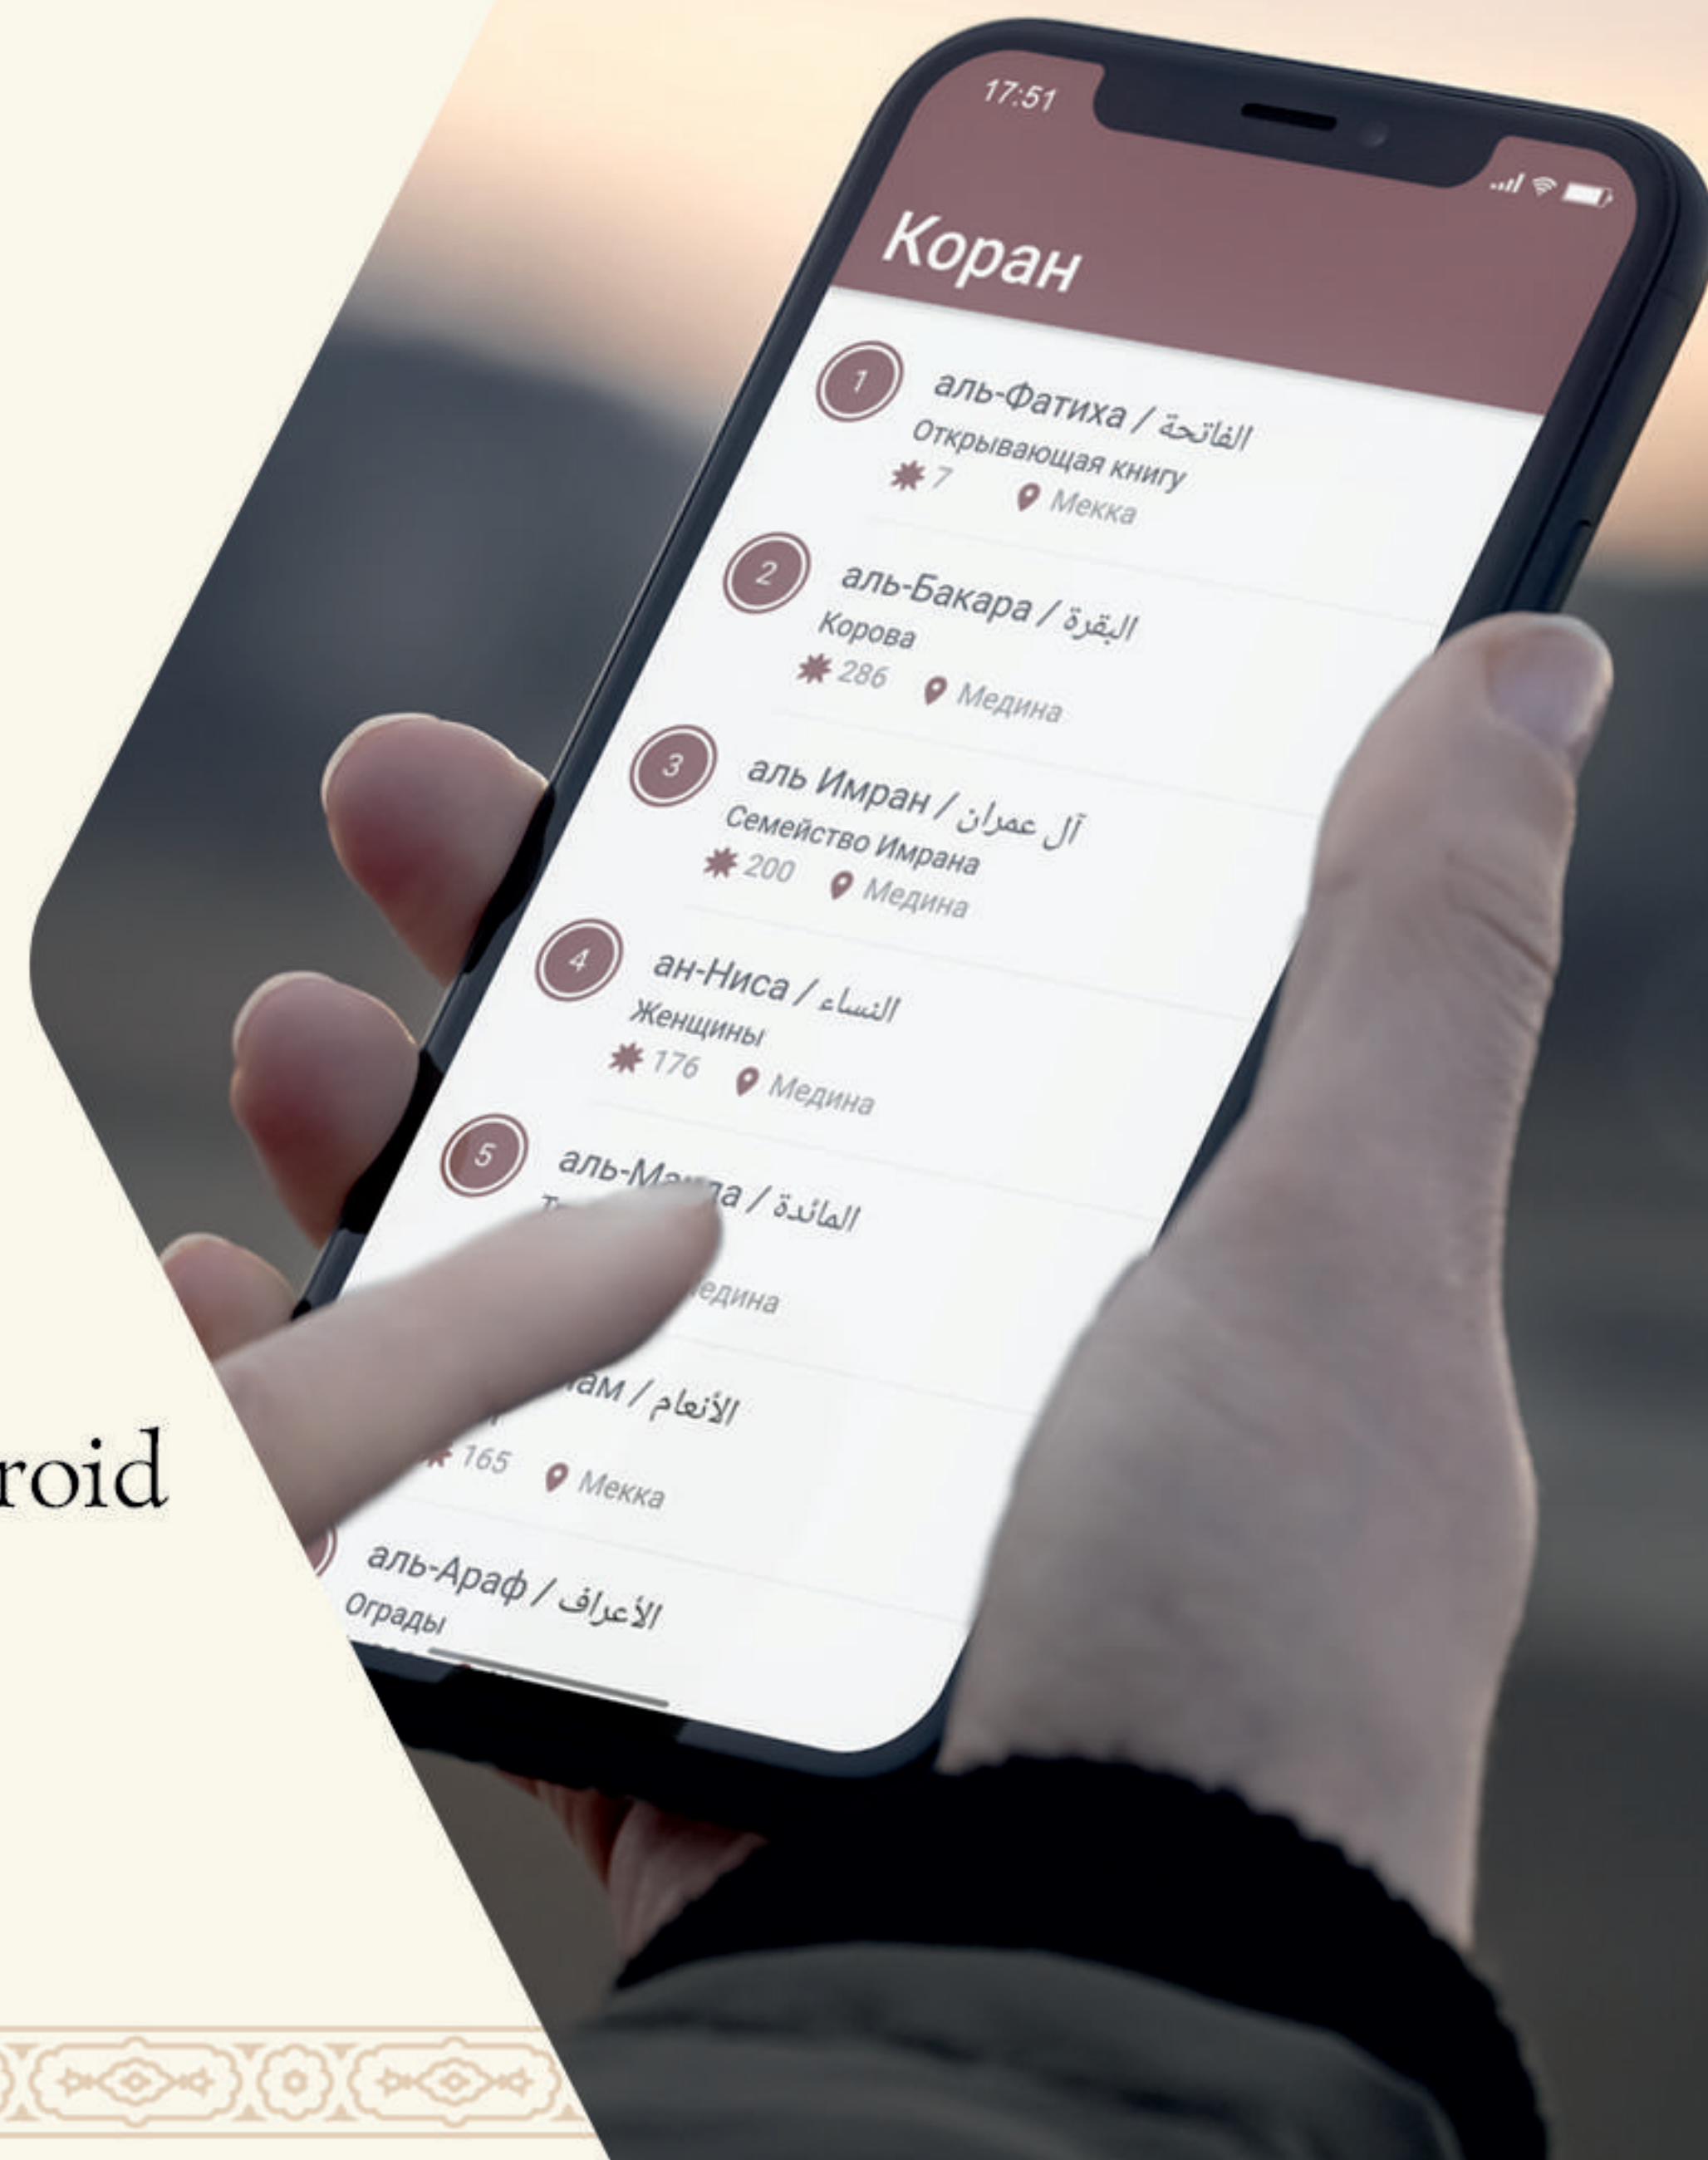 17:51
Коран
1
аль-Фатиха / الفاتحة
Открывающая книгу
7 Мекка
2
аль-Бакара / البقرة
Корова
286 Медина
3
аль Имран / آل عمران
Семейство Имрана
200 Медина
4
ан-Ниса / النساء
Женщины
176 Медина
5
/ المائدة
/ الأنعام
165 Мекка
аль-Араф / الأعراف
Ограды
roid